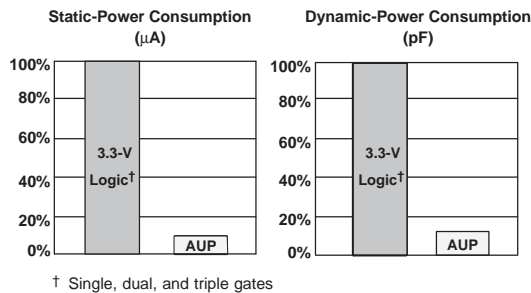 Static-Power Consumption
(μA)
100%
80%
60%
40%
20%
0%
3.3-V
Logic†
AUP
Dynamic-Power Consumption
(pF)
100%
80%
60%
40%
20%
0%
3.3-V
Logic†
AUP
† Single, dual, and triple gates